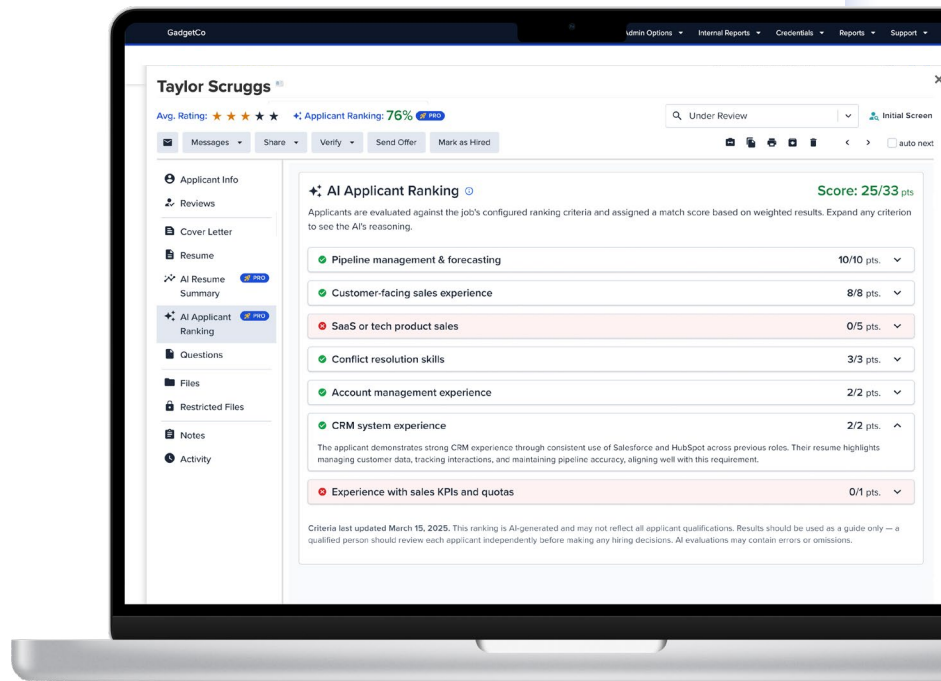 GadgetCo
Admin Options Internal Reports Credentials Reports Support
Taylor Scruggs
Avg. Rating: Applicant Ranking: 76% PRO
Under Review
Initial Screen
Messages Share Verify Send Offer Mark as Hired
auto next
Applicant Info
Reviews
Cover Letter
Resume
AI Resume PRO
Summary
AI Applicant PRO
Ranking
Questions
Files
Restricted Files
Notes
Activity
AI Applicant Ranking
Score: 25/33 pts
Applicants are evaluated against the job's configured ranking criteria and assigned a match score based on weighted results. Expand any criterion
to see the AI's reasoning.
Pipeline management & forecasting 10/10 pts.
Customer-facing sales experience 8/8 pts.
SaaS or tech product sales 0/5 pts.
Conflict resolution skills 3/3 pts.
Account management experience 2/2 pts.
CRM system experience 2/2 pts.
The applicant demonstrates strong CRM experience through consistent use of Salesforce and HubSpot across previous roles. Their resume highlights
managing customer data, tracking interactions, and maintaining pipeline accuracy, aligning well with this requirement.
Experience with sales KPIs and quotas 0/1 pts.
Criteria last updated March 15, 2025. This ranking is AI-generated and may not reflect all applicant qualifications. Results should be used as a guide only — a
qualified person should review each applicant independently before making any hiring decisions. AI evaluations may contain errors or omissions.